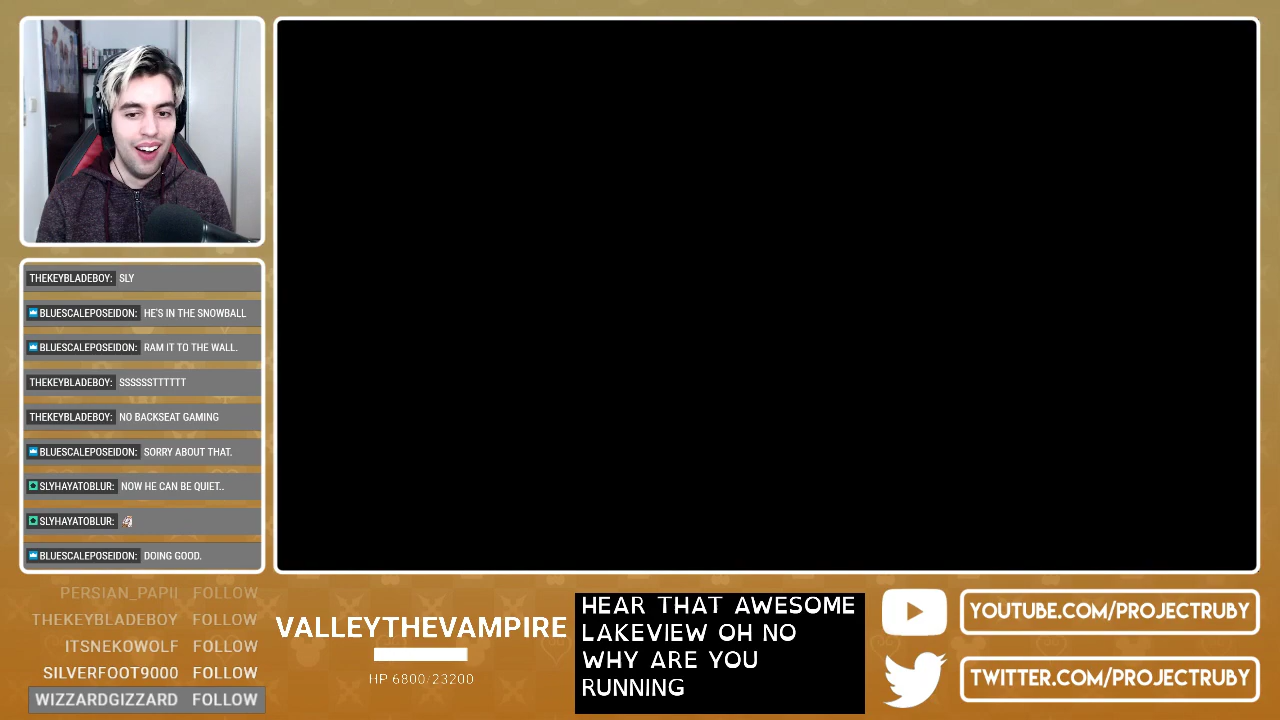 THEKEYBLADEBOY: SLY
BLUESCALEPOSEIDON: HE'S IN THE SNOWBALL
BLUESCALEPOSEIDON: RAM IT TO THE WALL.
THEKEYBLADEBOY: SSSSSSTTTTTT
THEKEYBLADEBOY: NO BACKSEAT GAMING
BLUESCALEPOSEIDON: SORRY ABOUT THAT.
SLYHAYATOBLUR: NOW HE CAN BE QUIET..
SLYHAYATOBLUR:
BLUESCALEPOSEIDON: DOING GOOD.
PERSIAN_PAPII FOLLOW
THEKEYBLADEBOY FOLLOW
ITSNEKOWOLF FOLLOW
SILVERFOOT9000 FOLLOW
WIZZARDGIZZARD FOLLOW
VALLEYTHEVAMPIRE
HP 6800/23200
HEAR THAT AWESOME
LAKEVIEW OH NO
WHY ARE YOU
RUNNING
YOUTUBE.COM/PROJECTRUBY
TWITTER.COM/PROJECTRUBY